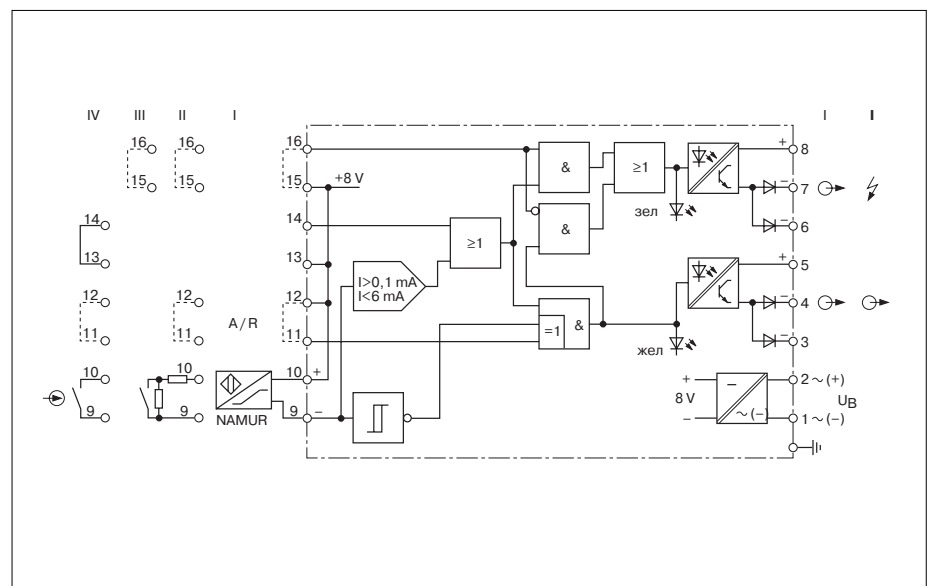 IV III II I I II
16 16 16 8 +
15 15 15 +8 V & ≥1 7 −
14 14 ≥1 зел 6 −
13 13 & 5 +
I>0,1 mA
I<6 mA
12 12 12 4 −
A/R =1 &
11 11 11 жел 3 −
10 10 10 + + 2 ~ (+)
8 V − UB
9 9 9 − − ~ (−) 1 ~ (−)
NAMUR